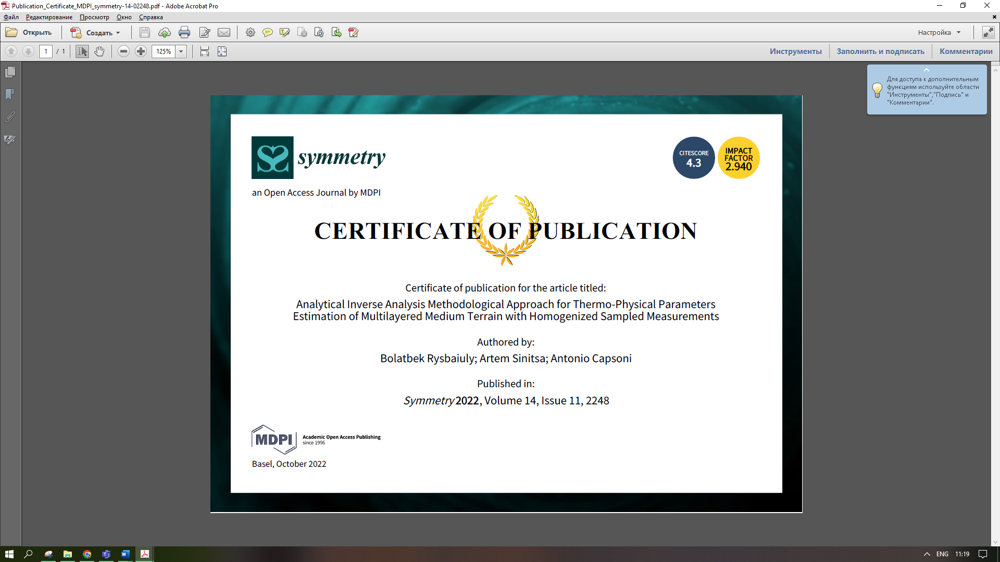 Publication_Certificate_MDPI_symmetry-14-02248.pdf - Adobe Acrobat Pro
Файл Редактирование Просмотр Окно Справка
Открыть Создать Настройка
1 / 1 125% Инструменты Заполнить и подписать Комментарии
Для доступа к дополнительным
функциям используйте области
"Инструменты","Подпись" и
"Комментарии".
symmetry
CITESCORE
4.3
IMPACT
FACTOR
2.940
an Open Access Journal by MDPI
CERTIFICATE OF PUBLICATION
Certificate of publication for the article titled:
Analytical Inverse Analysis Methodological Approach for Thermo-Physical Parameters
Estimation of Multilayered Medium Terrain with Homogenized Sampled Measurements
Authored by:
Bolatbek Rysbaiuly; Artem Sinitsa; Antonio Capsoni
Published in:
Symmetry 2022, Volume 14, Issue 11, 2248
MDPI
Academic Open Access Publishing
since 1996
Basel, October 2022
ENG 11:19